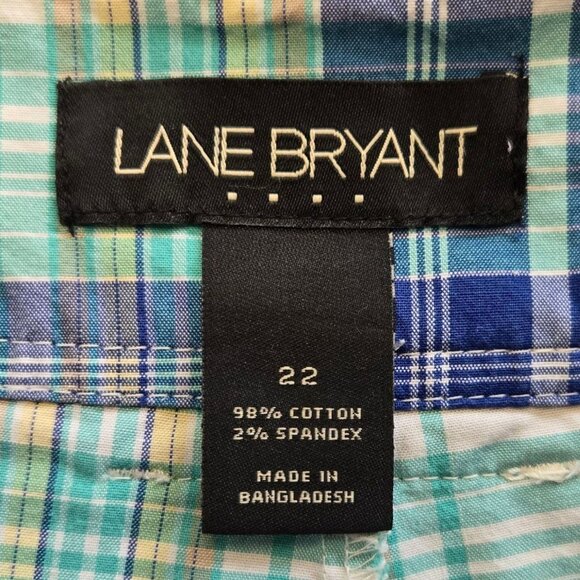 LANE BRYANT
22
98% COTTON
2% SPANDEX
MADE IN
BANGLADESH